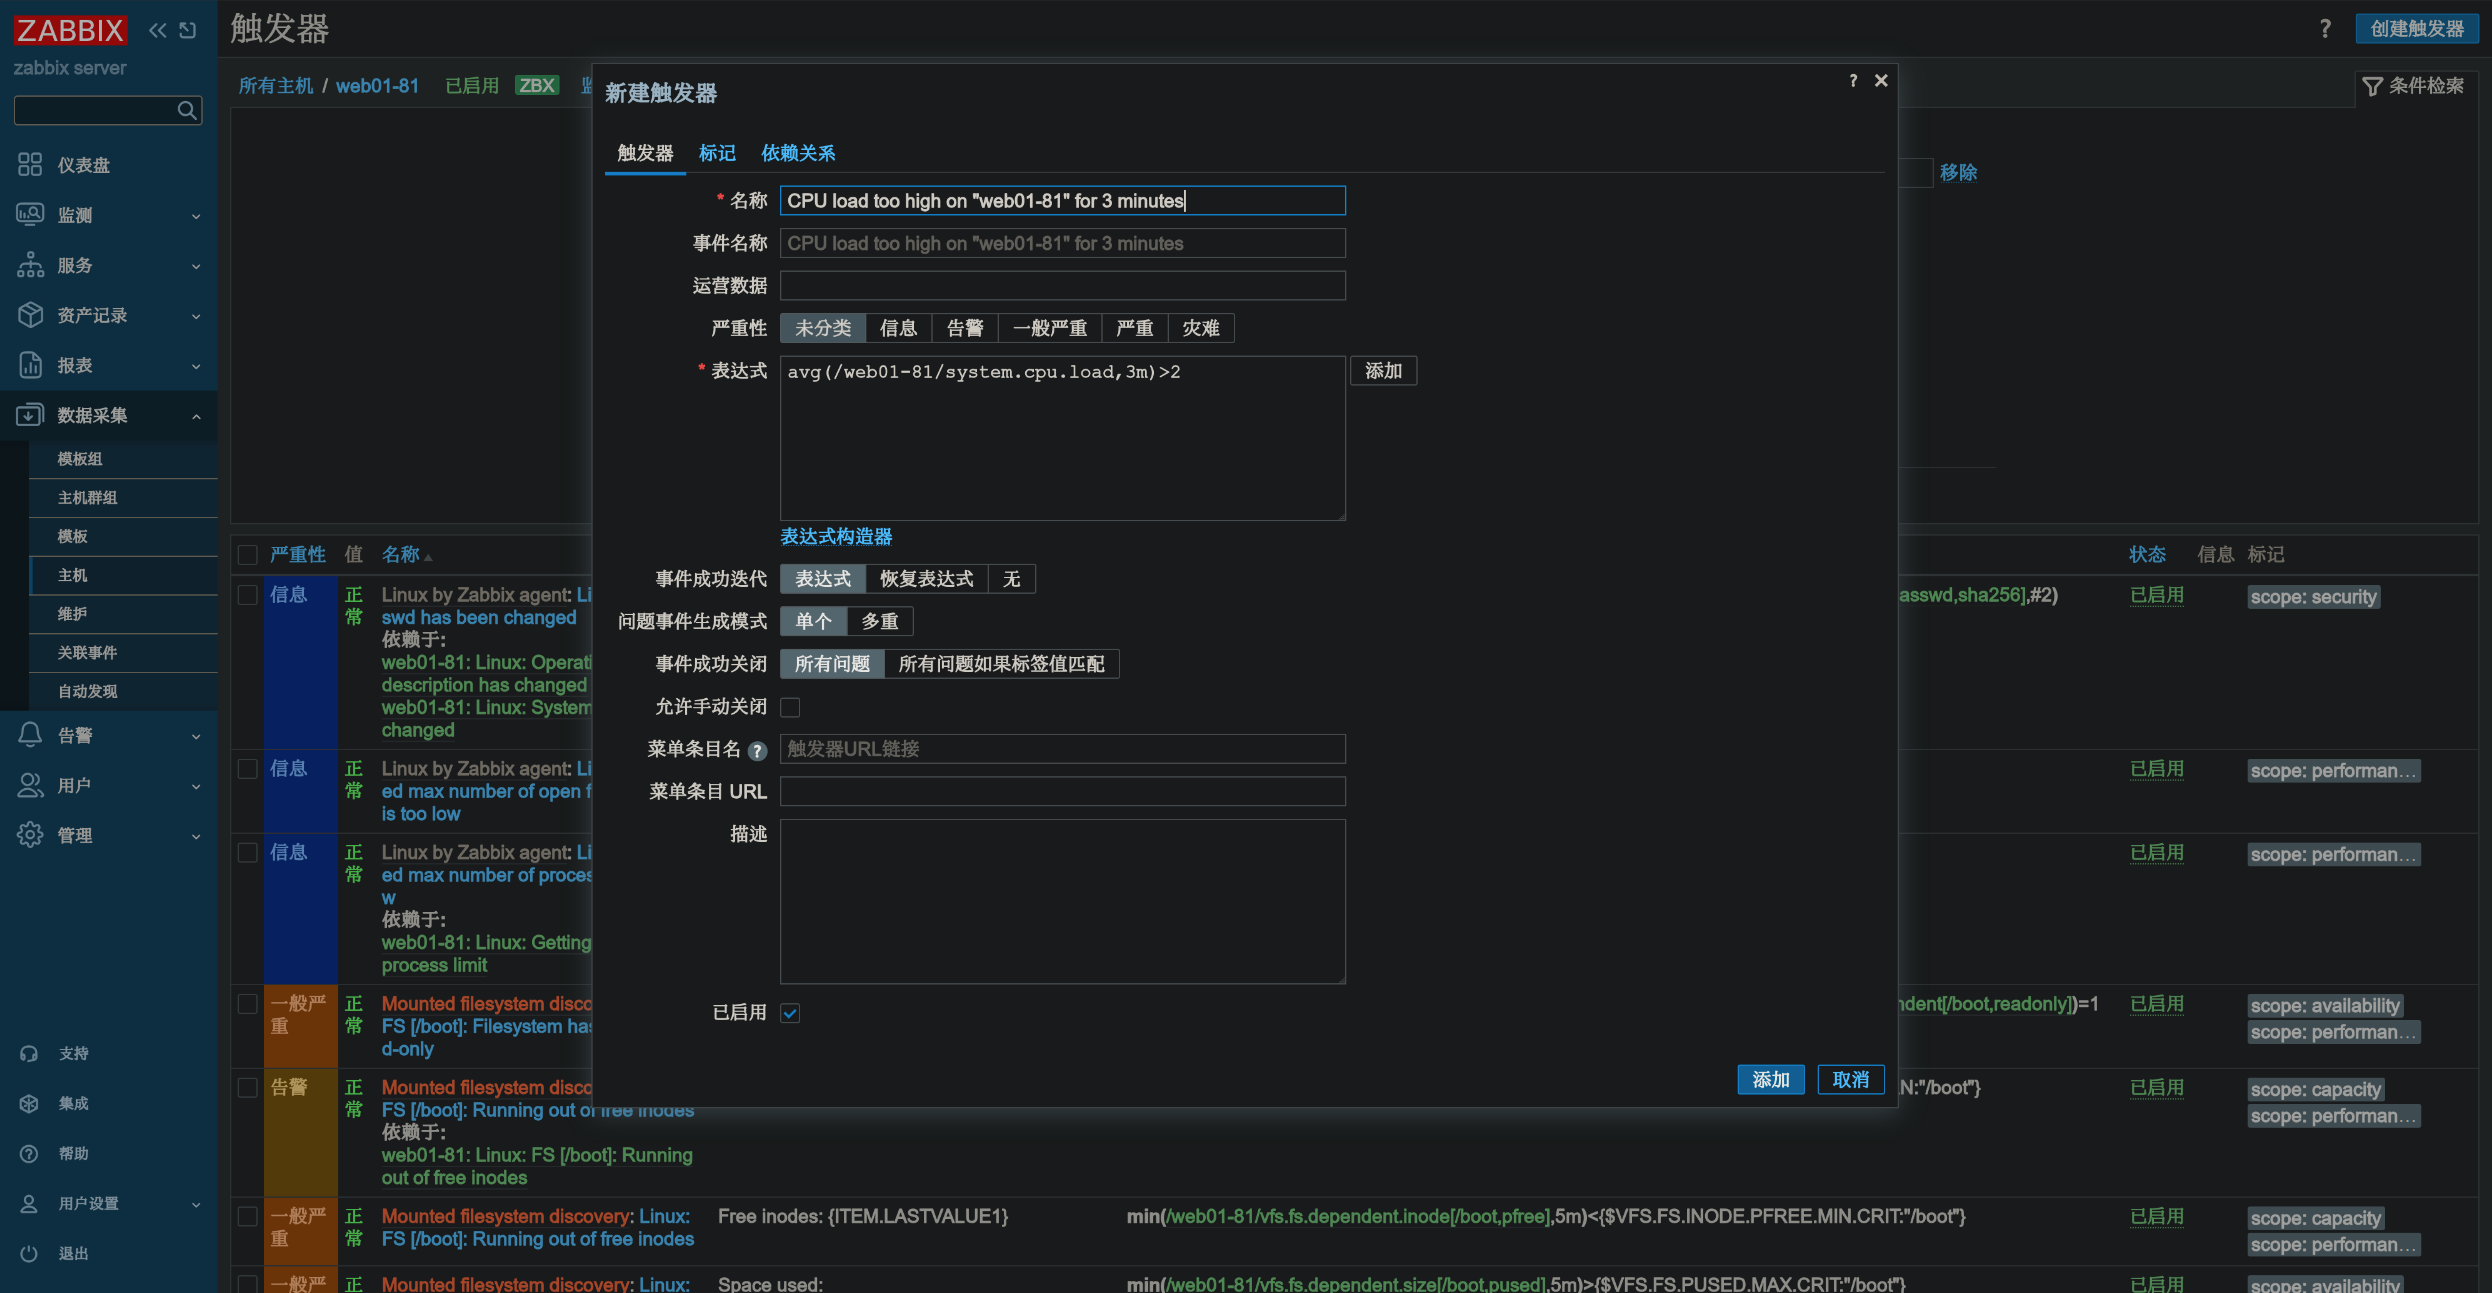 ZABBIX
zabbix server
仪表盘
监测
服务
资产记录
报表
数据采集
模板组
主机群组
模板
主机
维护
关联事件
自动发现
告警
用户
管理
支持
集成
帮助
用户设置
退出
触发器
?
创建触发器
所有主机 / web01-81 已启用 ZBX
条件检索
移除
新建触发器
? ×
触发器 标记 依赖关系
* 名称 CPU load too high on "web01-81" for 3 minutes
事件名称 CPU load too high on "web01-81" for 3 minutes
运营数据
严重性 未分类 信息 告警 一般严重 严重 灾难
* 表达式 avg(/web01-81/system.cpu.load,3m)>2 添加
表达式构造器
事件成功迭代 表达式 恢复表达式 无
问题事件生成模式 单个 多重
事件成功关闭 所有问题 所有问题如果标签值匹配
允许手动关闭
菜单条目名 ? 触发器URL链接
菜单条目 URL
描述
已启用
添加 取消
严重性 值 名称 状态 信息 标记
信息 正常 Linux by Zabbix agent: Li
swd has been changed
依赖于:
web01-81: Linux: Operati
description has changed
web01-81: Linux: System
changed
asswd,sha256],#2) 已启用 scope: security
信息 正常 Linux by Zabbix agent: Li
ed max number of open f
is too low
已启用 scope: performan...
信息 正常 Linux by Zabbix agent: Li
ed max number of proces
w
依赖于:
web01-81: Linux: Getting
process limit
已启用 scope: performan...
一般严重 正常 Mounted filesystem disco
FS [/boot]: Filesystem has
d-only
ndent[/boot,readonly])=1 已启用 scope: availability
scope: performan...
告警 正常 Mounted filesystem disco
FS [/boot]: Running out of free inodes
依赖于:
web01-81: Linux: FS [/boot]: Running
out of free inodes
N:"/boot"} 已启用 scope: capacity
scope: performan...
一般严重 正常 Mounted filesystem discovery: Linux:
FS [/boot]: Running out of free inodes
Free inodes: {ITEM.LASTVALUE1} min(/web01-81/vfs.fs.dependent.inode[/boot,pfree],5m)<{$VFS.FS.INODE.PFREE.MIN.CRIT:"/boot"} 已启用 scope: capacity
scope: performan...
一般严 正 Mounted filesystem discovery: Linux: Space used: min(/web01-81/vfs.fs.dependent.size[/boot,pused],5m)>{$VFS.FS.PUSED.MAX.CRIT:"/boot"} 已启用 scope: availability